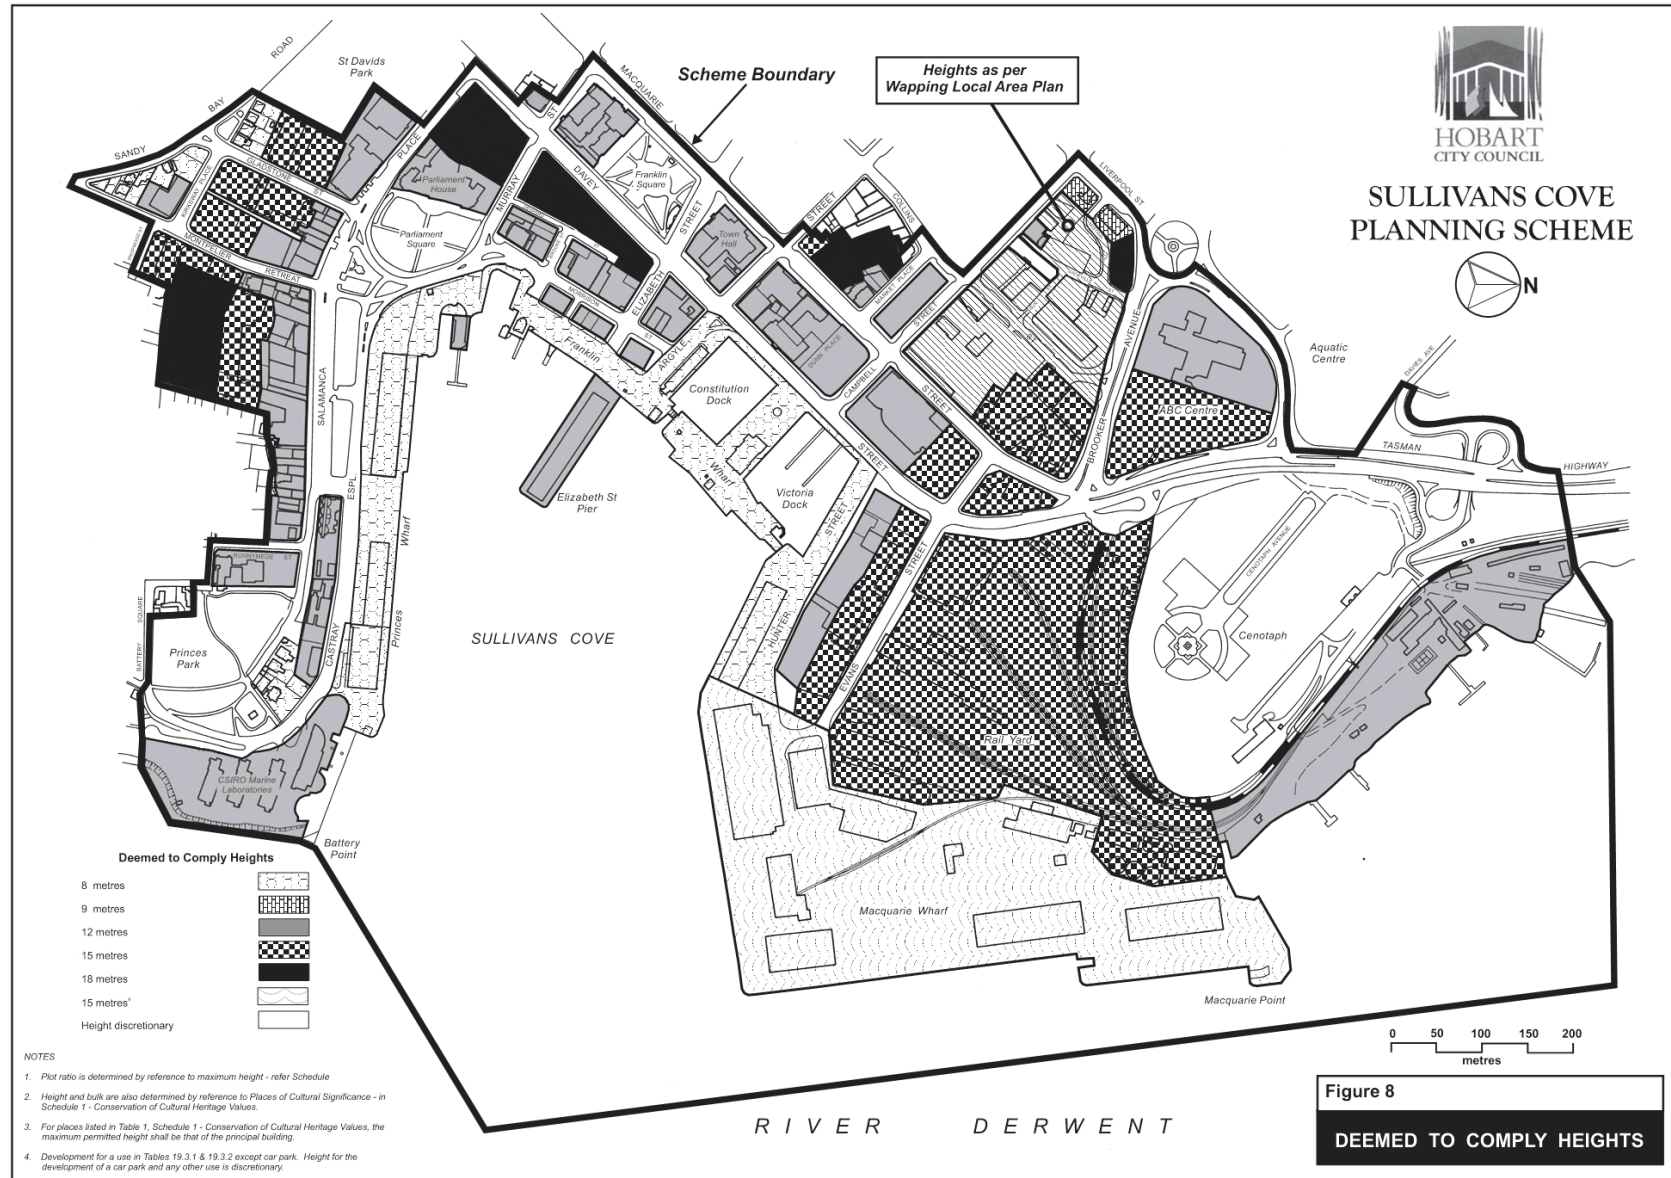 ROAD
St Davids
Park
BAY
SANDY
MACQUARIE
Scheme Boundary
Heights as per
Wapping Local Area Plan
HOBART
CITY COUNCIL
SULLIVANS COVE
PLANNING SCHEME
N
LIVERPOOL ST
PLACE
ST
GLADSTONE ST
KIRKSWAY PLACE
Parliament
House
MURRAY
DAVEY
Franklin
Square
STREET
STREET
COLLINS
MONTPELIER
RETREAT
Parliament
Square
Town
Hall
MARKET PLACE
STREET
ELIZABETH
MORRISON
ST
ARGYLE
Franklin
DUNN PLACE
CAMPBELL
STREET
STREET
AVENUE
BROOKER
Aquatic
Centre
DAVIES AVE
ABC Centre
TASMAN
HIGHWAY
Constitution
Dock
Wharf
Victoria
Dock
Elizabeth St
Pier
SALAMANCA
ESPL
Wharf
Princes
STREET
HUNTER
STREET
EVANS
CENOTAPH AVENUE
Cenotaph
RUNNYMEDE ST
BATTERY SQUARE
Princes
Park
CASTRAY
SULLIVANS COVE
Rail Yard
CSIRO Marine
Laboratories
Battery
Point
Macquarie Wharf
Macquarie Point
Deemed to Comply Heights
8 metres
9 metres
12 metres
15 metres
18 metres
15 metres4
Height discretionary
NOTES
1. Plot ratio is determined by reference to maximum height - refer Schedule
2. Height and bulk are also determined by reference to Places of Cultural Significance - in
Schedule 1 - Conservation of Cultural Heritage Values.
3. For places listed in Table 1, Schedule 1 - Conservation of Cultural Heritage Values, the
maximum permitted height shall be that of the principal building.
4. Development for a use in Tables 19.3.1 & 19.3.2 except car park. Height for the
development of a car park and any other use is discretionary.
RIVER DERWENT
0 50 100 150 200
metres
Figure 8
DEEMED TO COMPLY HEIGHTS